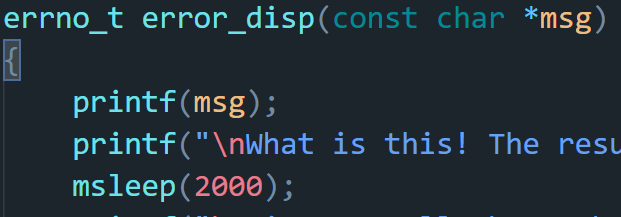 errno_t error_disp(const char *msg)
{
printf(msg);
printf("\nWhat is this! The resu
msleep(2000);